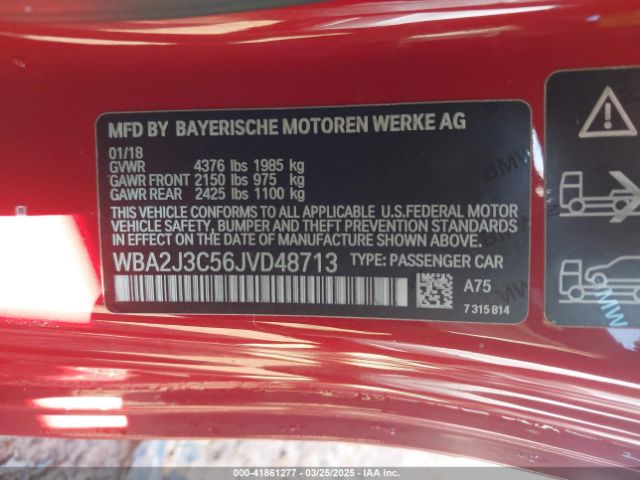 MFD BY BAYERISCHE MOTOREN WERKE AG
01/18
GVWR 4376 lbs 1985 kg
GAWR FRONT 2150 lbs 975 kg
GAWR REAR 2425 lbs 1100 kg
THIS VEHICLE CONFORMS TO ALL APPLICABLE U.S.FEDERAL MOTOR
VEHICLE SAFETY, BUMPER AND THEFT PREVENTION STANDARDS
IN EFFECT ON THE DATE OF MANUFACTURE SHOWN ABOVE.
WBA2J3C56JVD48713 TYPE: PASSENGER CAR
A75
7 315 814
BMW
BMW
000-41861277 - 03/25/2025 - IAA Inc.